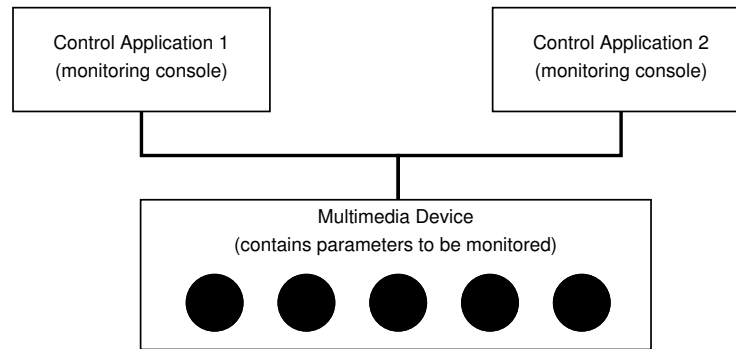 Control Application 1
(monitoring console)
Control Application 2
(monitoring console)
Multimedia Device
(contains parameters to be monitored)